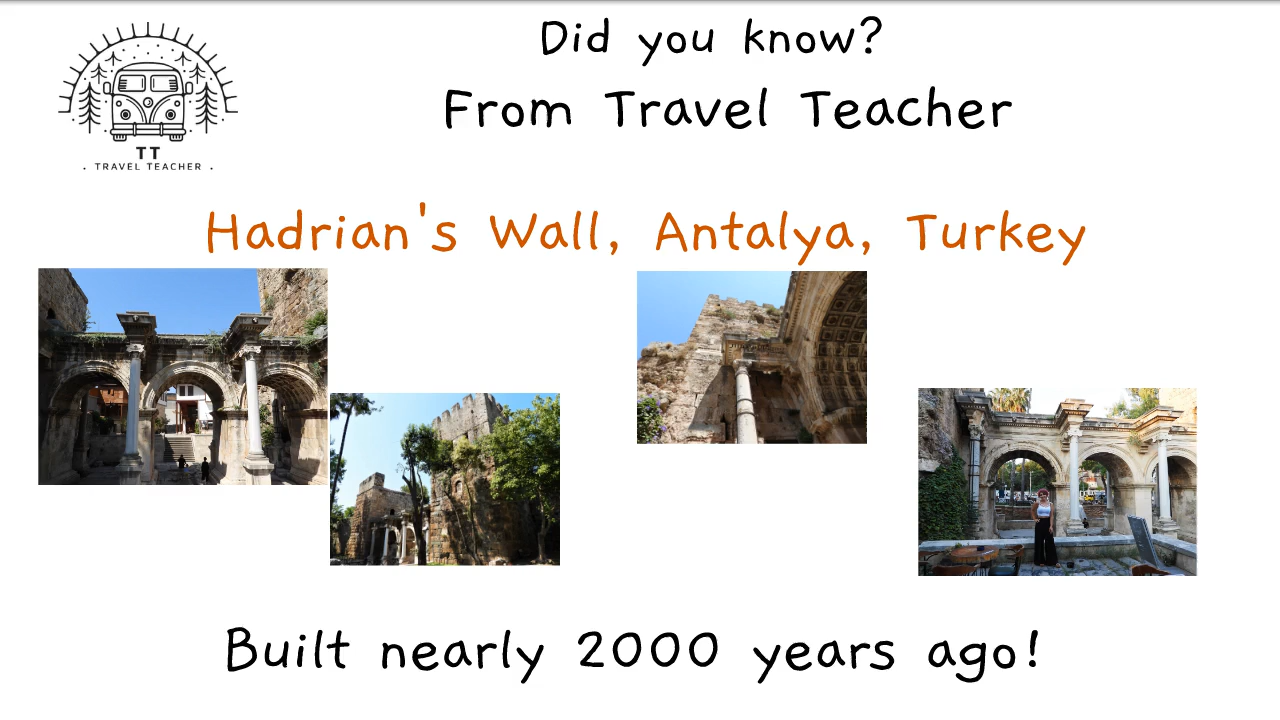 Did you know?
From Travel Teacher
TT
. TRAVEL TEACHER .
Hadrian's Wall, Antalya, Turkey
Built nearly 2000 years ago!